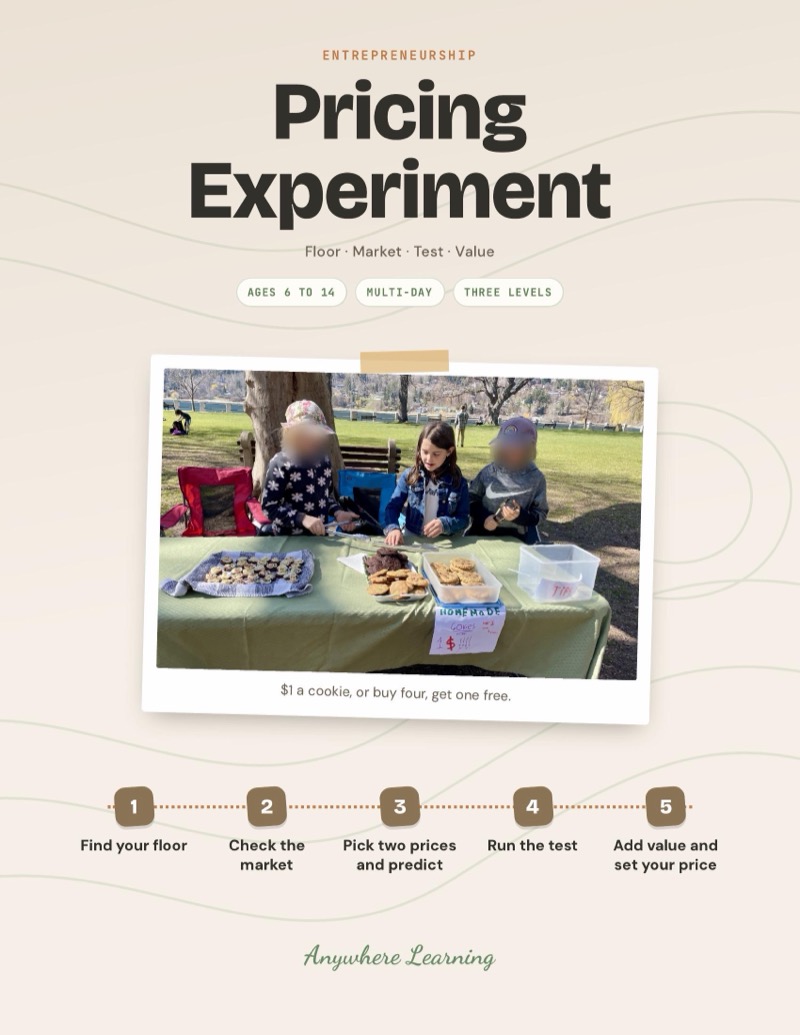 ENTREPRENEURSHIP
Pricing
Experiment
Floor · Market · Test · Value
AGES 6 TO 14
MULTI-DAY
THREE LEVELS
TIPS
HOMEMADE
$1 a cookie, or buy four, get one free.
1
2
3
4
5
Find your floor
Check the
market
Pick two prices
and predict
Run the test
Add value and
set your price
Anywhere Learning